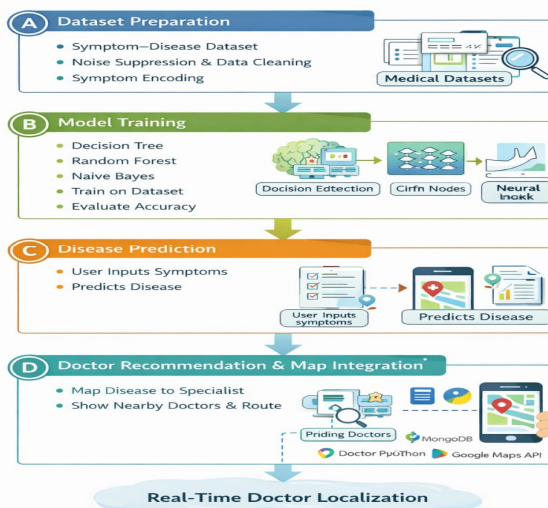 A Dataset Preparation
• Symptom–Disease Dataset
• Noise Suppression & Data Cleaning
• Symptom Encoding
Medical Datasets
B Model Training
• Decision Tree
• Random Forest
• Naive Bayes
• Train on Dataset
• Evaluate Accuracy
Docision Edtection
Cirfn Nodes
Neural
Inokk
C Disease Prediction
• User Inputs Symptoms
• Predicts Disease
User Inputs
symptoms
Predicts Disease
D Doctor Recommendation & Map Integration
• Map Disease to Specialist
• Show Nearby Doctors & Route
Priding Doctors
MongoDB
Doctor PyuThon
Google Maps API
Real-Time Doctor Localization